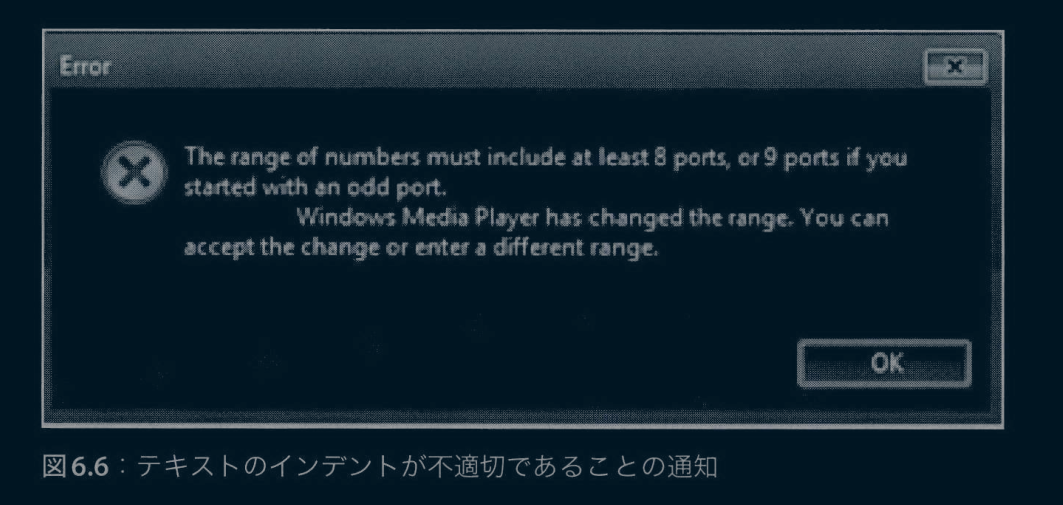 Error
The range of numbers must include at least 8 ports, or 9 ports if you
started with an odd port.
Windows Media Player has changed the range. You can
accept the change or enter a different range.
OK
図6.6：テキストのインデントが不適切であることの通知